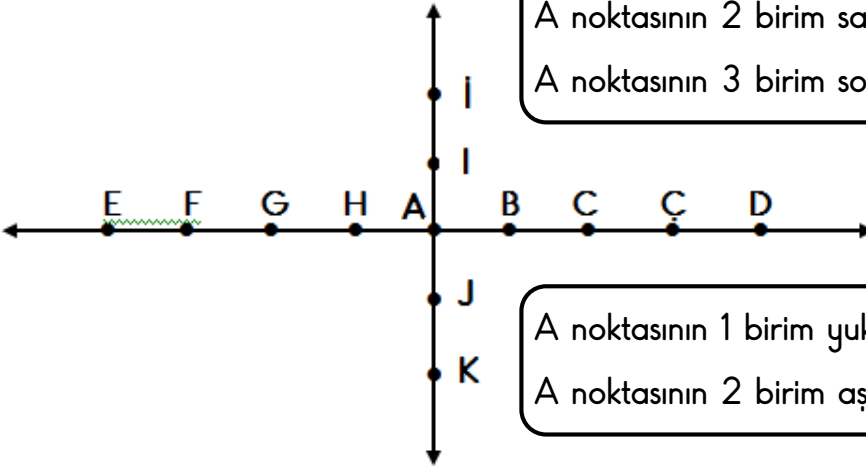 A noktasının 2 birim sa
A noktasının 3 birim so
İ
I
E F G H A B C Ç D
J
K
A noktasının 1 birim yuk
A noktasının 2 birim aş